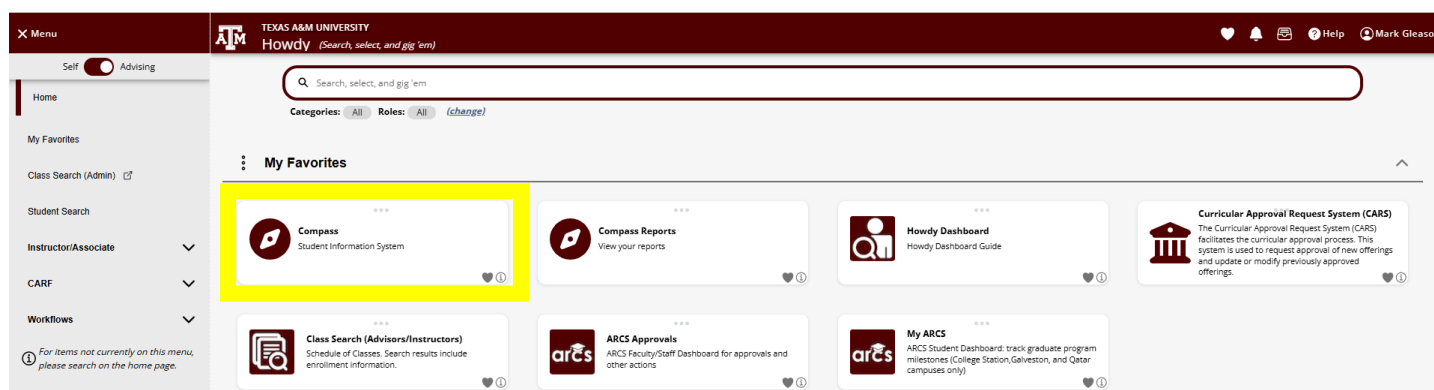 Menu
TEXAS A&M UNIVERSITY
Howdy (Search, select, and gig 'em)
Help
Mark Gleaso
Self Advising
Search, select, and gig 'em
Categories: All Roles: All (change)
Home
My Favorites
Class Search (Admin)
Student Search
Instructor/Associate
CARF
Workflows
For items not currently on this menu,
please search on the home page.
My Favorites
Compass
Student Information System
Compass Reports
View your reports
Howdy Dashboard
Howdy Dashboard Guide
Curricular Approval Request System (CARS)
The Curricular Approval Request System (CARS)
facilitates the curricular approval process. This
system is used to request approval of new offerings
and update or modify previously approved
offerings.
Class Search (Advisors/Instructors)
Schedule of Classes. Search results include
enrollment information.
arcs
ARCS Approvals
ARCS Faculty/Staff Dashboard for approvals and
other actions
arcs
My ARCS
ARCS Student Dashboard: track graduate program
milestones (College Station,Galveston, and Qatar
campuses only)